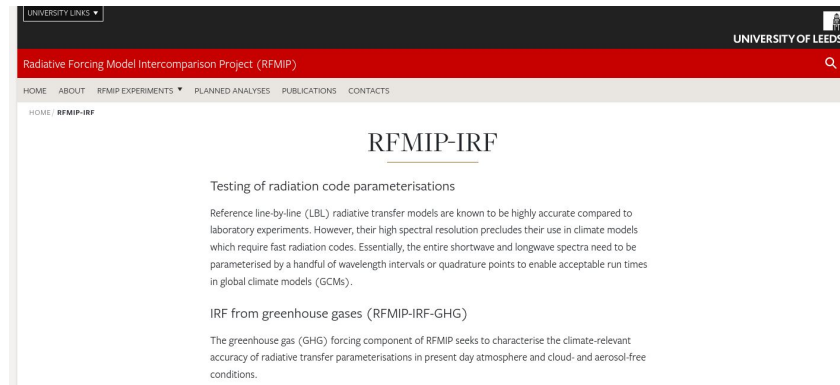 UNIVERSITY LINKS ▼
UNIVERSITY OF LEEDS
Radiative Forcing Model Intercomparison Project (RFMIP)
HOME ABOUT RFMIP EXPERIMENTS ▼ PLANNED ANALYSES PUBLICATIONS CONTACTS
HOME / RFMIP-IRF
RFMIP-IRF
Testing of radiation code parameterisations
Reference line-by-line (LBL) radiative transfer models are known to be highly accurate compared to
laboratory experiments. However, their high spectral resolution precludes their use in climate models
which require fast radiation codes. Essentially, the entire shortwave and longwave spectra need to be
parameterised by a handful of wavelength intervals or quadrature points to enable acceptable run times
in global climate models (GCMs).
IRF from greenhouse gases (RFMIP-IRF-GHG)
The greenhouse gas (GHG) forcing component of RFMIP seeks to characterise the climate-relevant
accuracy of radiative transfer parameterisations in present day atmosphere and cloud- and aerosol-free
conditions.